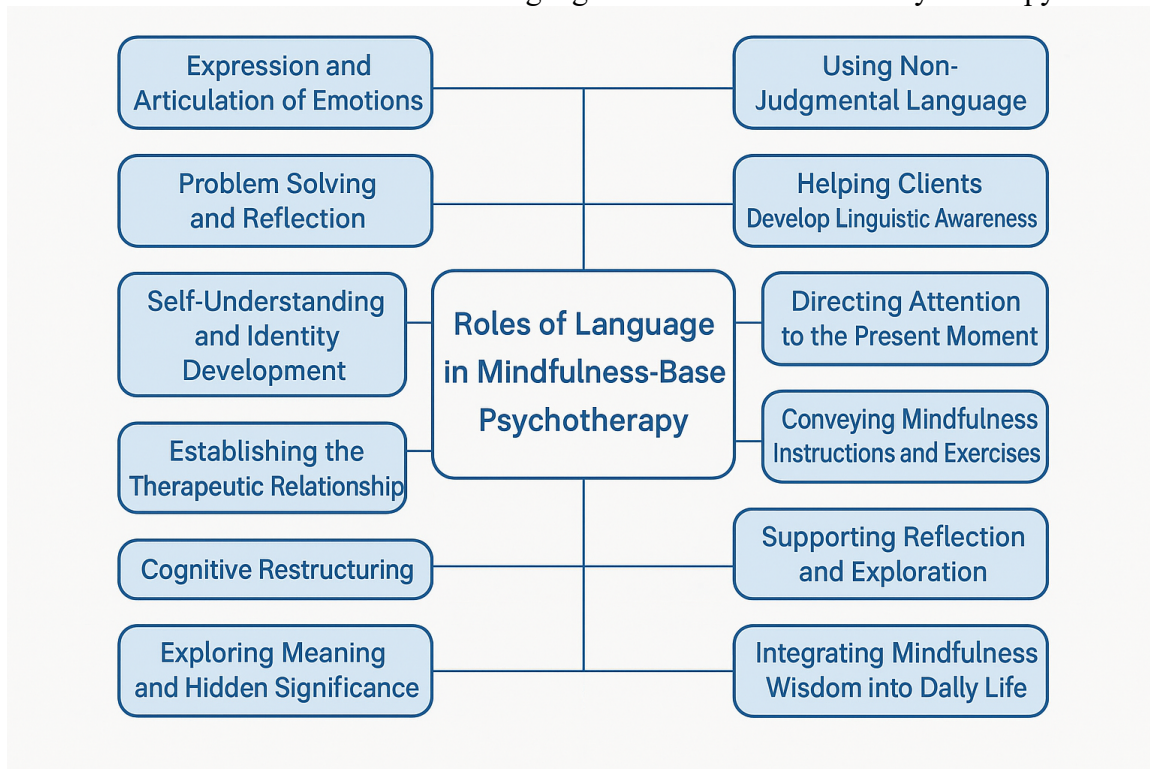 Expression and
Articulation of Emotions
Problem Solving
and Reflection
Self-Understanding
and Identity
Development
Establishing the
Therapeutic Relationship
Cognitive Restructuring
Exploring Meaning
and Hidden Significance
Roles of Language
in Mindfulness-Base
Psychotherapy
Using Non-
Judgmental Language
Helping Clients
Develop Linguistic Awareness
Directing Attention
to the Present Moment
Conveying Mindfulness
Instructions and Exercises
Supporting Reflection
and Exploration
Integrating Mindfulness
Wisdom into Dally Life